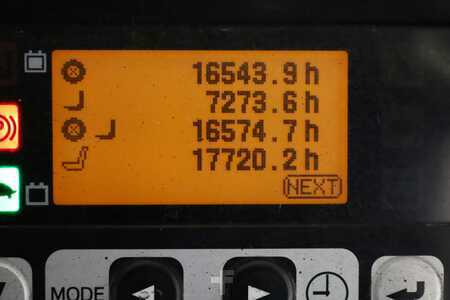 16543.9 h
7273.6 h
16574.7 h
17720.2 h
NEXT
MODE